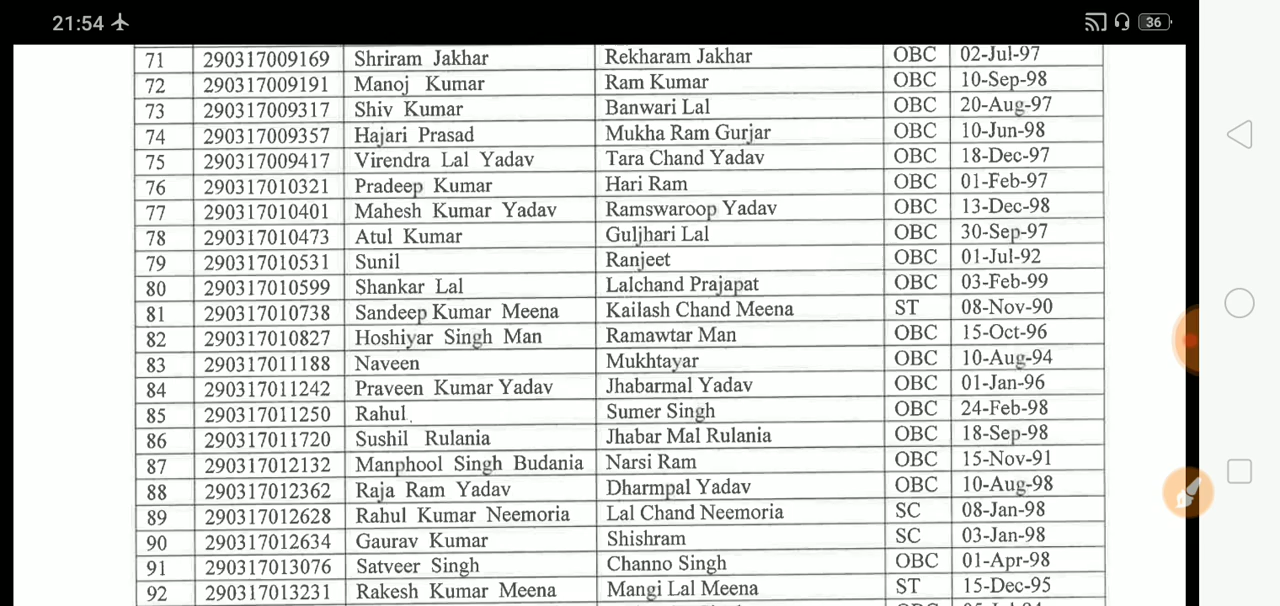 21:54 36
71 290317009169 Shriram Jakhar Rekharam Jakhar OBC 02-Jul-97
72 290317009191 Manoj Kumar Ram Kumar OBC 10-Sep-98
73 290317009317 Shiv Kumar Banwari Lal OBC 20-Aug-97
74 290317009357 Hajari Prasad Mukha Ram Gurjar OBC 10-Jun-98
75 290317009417 Virendra Lal Yadav Tara Chand Yadav OBC 18-Dec-97
76 290317010321 Pradeep Kumar Hari Ram OBC 01-Feb-97
77 290317010401 Mahesh Kumar Yadav Ramswaroop Yadav OBC 13-Dec-98
78 290317010473 Atul Kumar Guljhari Lal OBC 30-Sep-97
79 290317010531 Sunil Ranjeet OBC 01-Jul-92
80 290317010599 Shankar Lal Lalchand Prajapat OBC 03-Feb-99
81 290317010738 Sandeep Kumar Meena Kailash Chand Meena ST 08-Nov-90
82 290317010827 Hoshiyar Singh Man Ramawtar Man OBC 15-Oct-96
83 290317011188 Naveen Mukhtayar OBC 10-Aug-94
84 290317011242 Praveen Kumar Yadav Jhabarmal Yadav OBC 01-Jan-96
85 290317011250 Rahul Sumer Singh OBC 24-Feb-98
86 290317011720 Sushil Rulania Jhabar Mal Rulania OBC 18-Sep-98
87 290317012132 Manphool Singh Budania Narsi Ram OBC 15-Nov-91
88 290317012362 Raja Ram Yadav Dharmpal Yadav OBC 10-Aug-98
89 290317012628 Rahul Kumar Neemoria Lal Chand Neemoria SC 08-Jan-98
90 290317012634 Gaurav Kumar Shishram SC 03-Jan-98
91 290317013076 Satveer Singh Channo Singh OBC 01-Apr-98
92 290317013231 Rakesh Kumar Meena Mangi Lal Meena ST 15-Dec-95